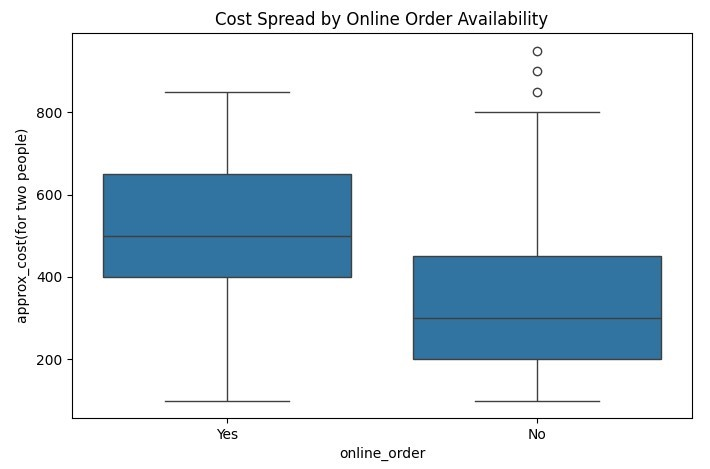 Cost Spread by Online Order Availability
approx_cost(for two people)
800
600
400
200
Yes
No
online_order